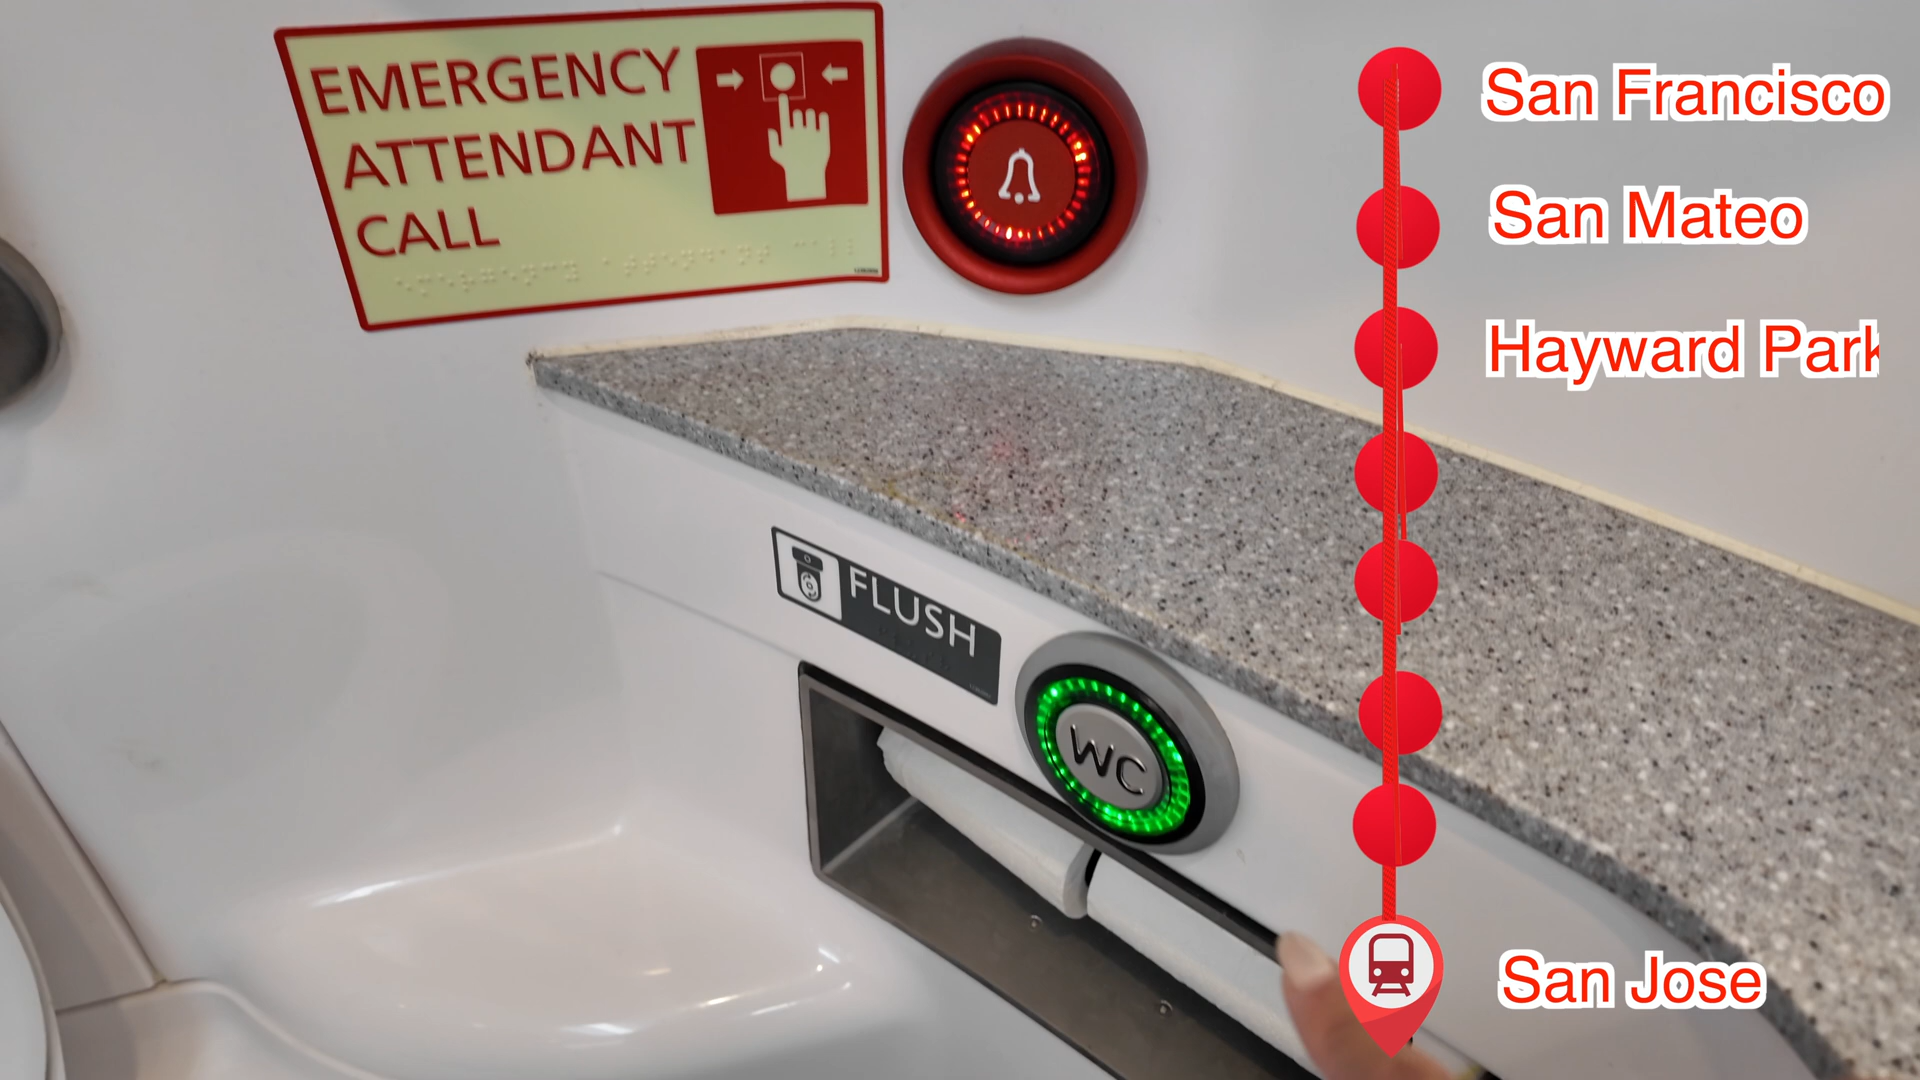 EMERGENCY
ATTENDANT
CALL
San Francisco
San Mateo
Hayward Park
FLUSH
WC
San Jose